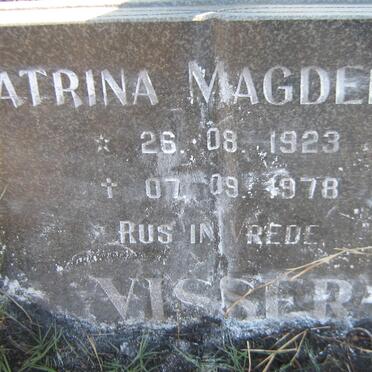 ATRINA MAGDE
* 26 08 1923
† 07 09 1978
RUS IN VREDE
VISSER